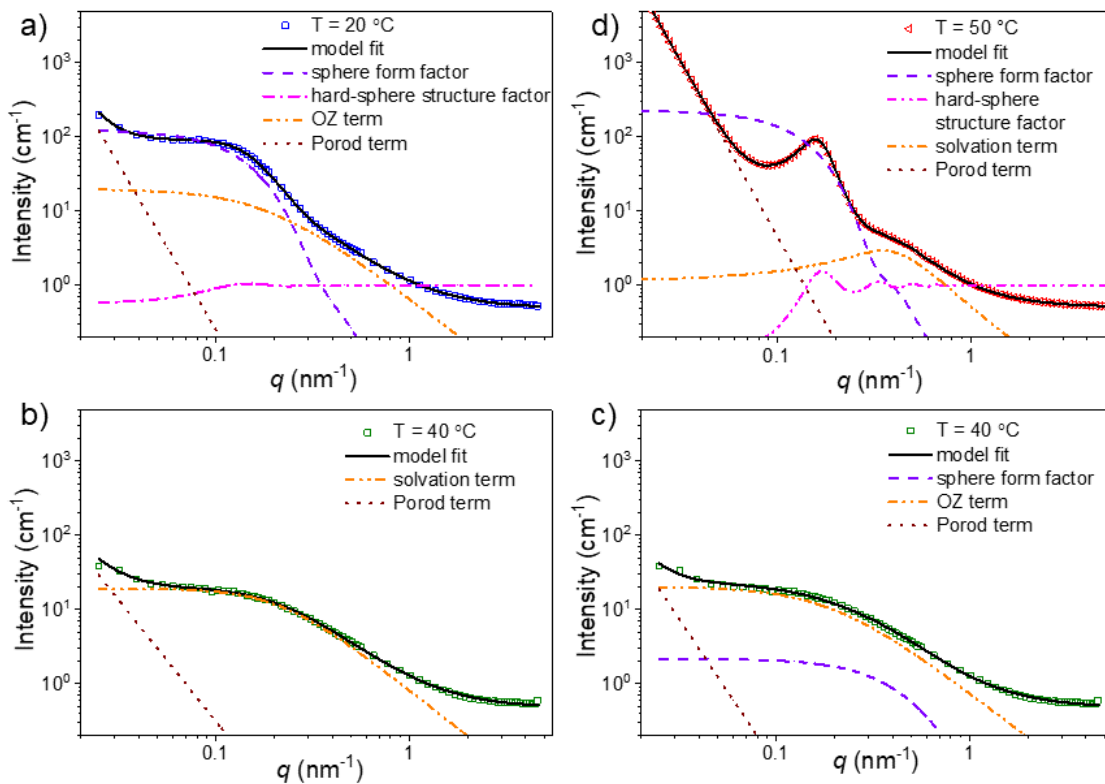 a)
T = 20 °C
model fit
sphere form factor
hard-sphere structure factor
OZ term
Porod term
10³
10²
10¹
10⁰
Intensity (cm⁻¹)
0.1
1
q (nm⁻¹)
d)
T = 50 °C
model fit
sphere form factor
hard-sphere
structure factor
solvation term
Porod term
10³
10²
10¹
10⁰
Intensity (cm⁻¹)
0.1
1
q (nm⁻¹)
b)
T = 40 °C
model fit
solvation term
Porod term
10³
10²
10¹
10⁰
Intensity (cm⁻¹)
0.1
1
q (nm⁻¹)
c)
T = 40 °C
model fit
sphere form factor
OZ term
Porod term
10³
10²
10¹
10⁰
Intensity (cm⁻¹)
0.1
1
q (nm⁻¹)